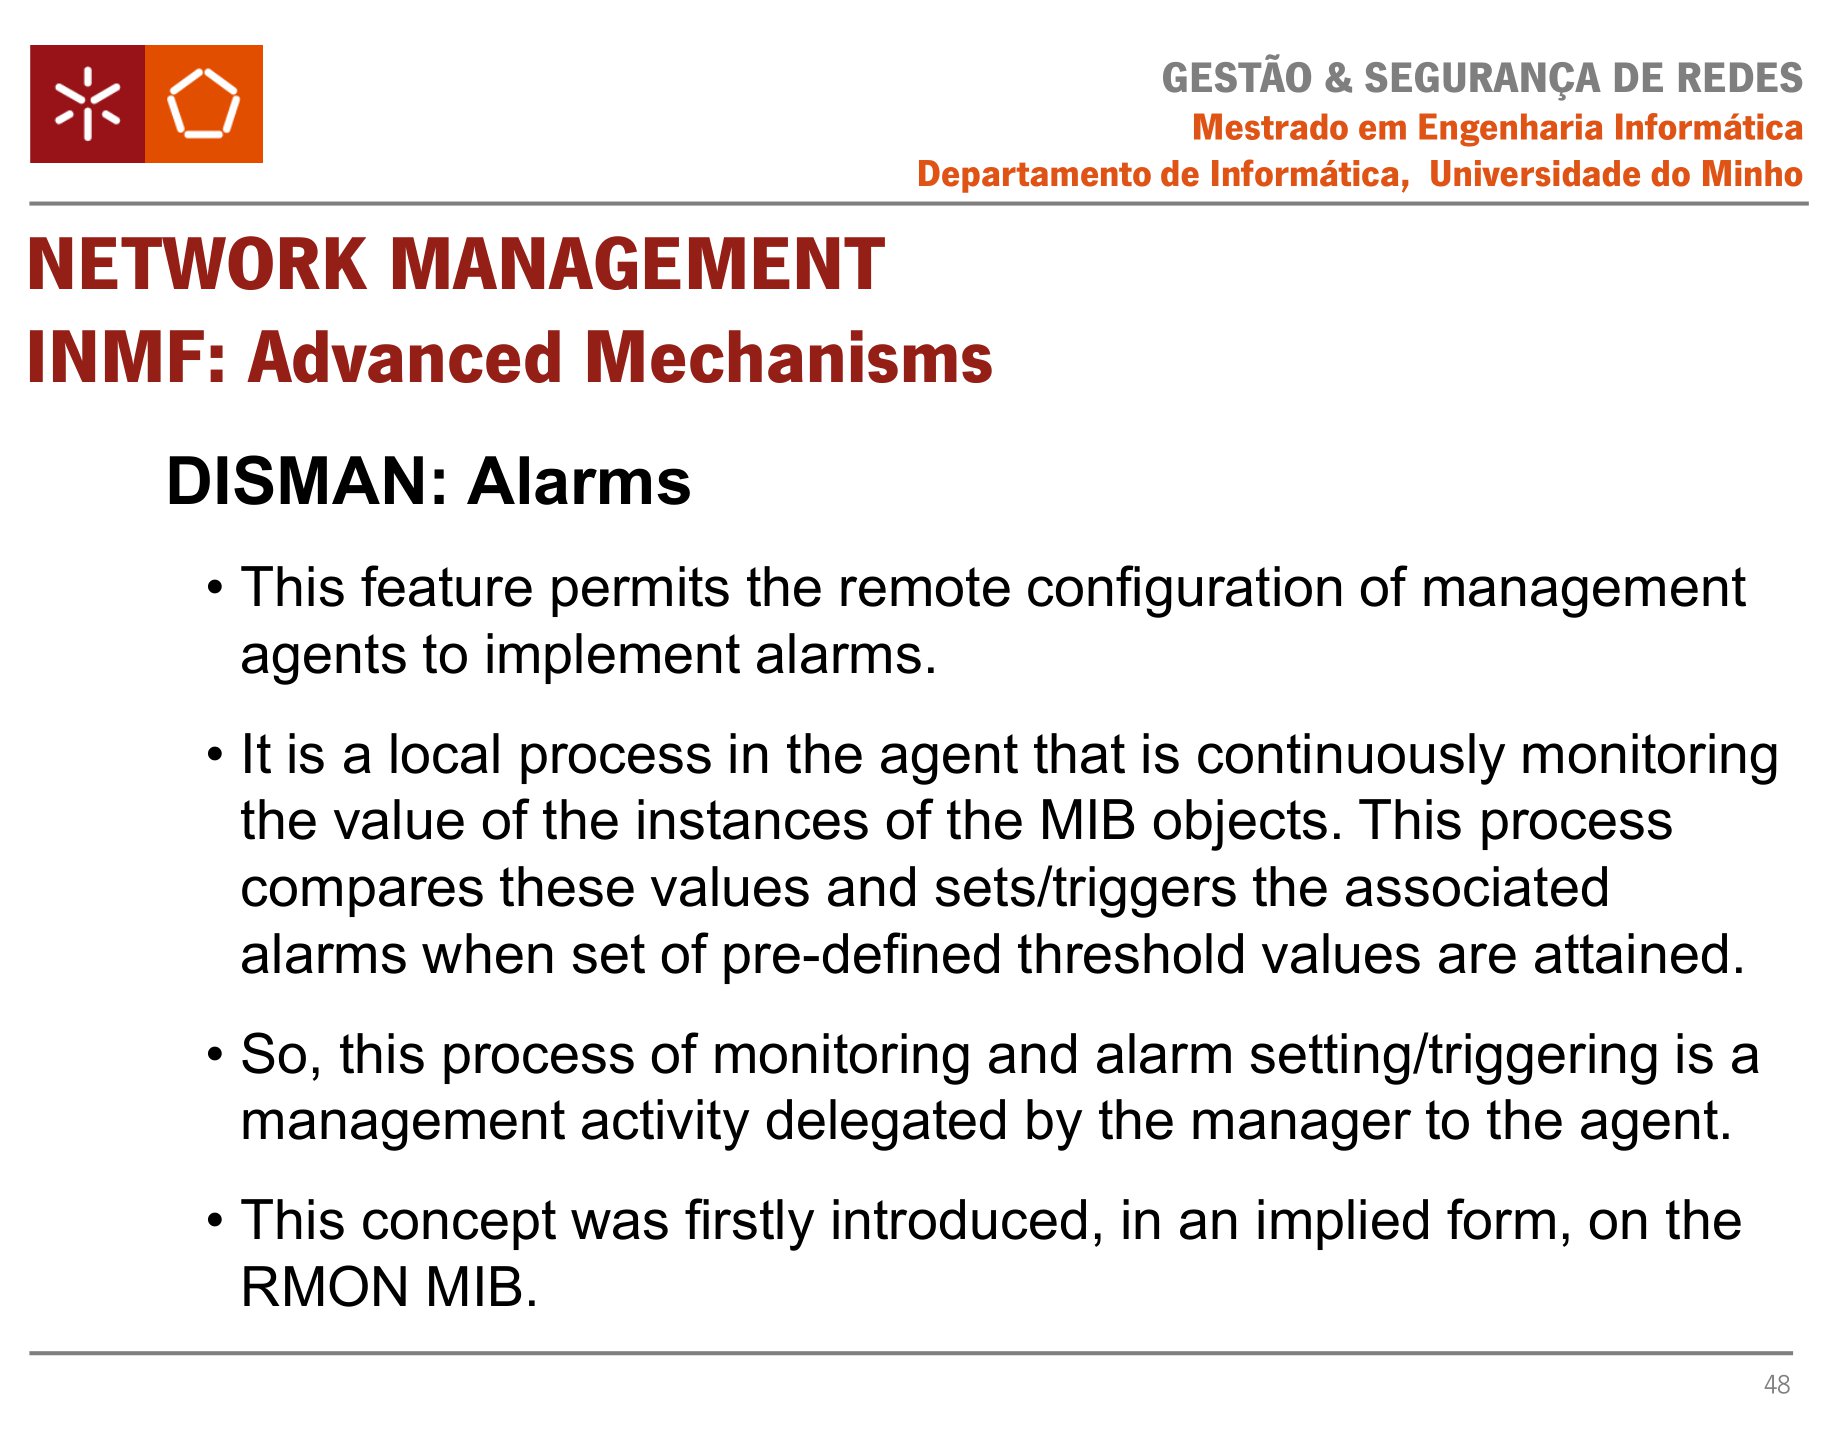 GESTÃO & SEGURANÇA DE REDES
Mestrado em Engenharia Informática
Departamento de Informática, Universidade do Minho
NETWORK MANAGEMENT
INMF: Advanced Mechanisms
DISMAN: Alarms
• This feature permits the remote configuration of management
agents to implement alarms.
• It is a local process in the agent that is continuously monitoring
the value of the instances of the MIB objects. This process
compares these values and sets/triggers the associated
alarms when set of pre-defined threshold values are attained.
• So, this process of monitoring and alarm setting/triggering is a
management activity delegated by the manager to the agent.
• This concept was firstly introduced, in an implied form, on the
RMON MIB.
48